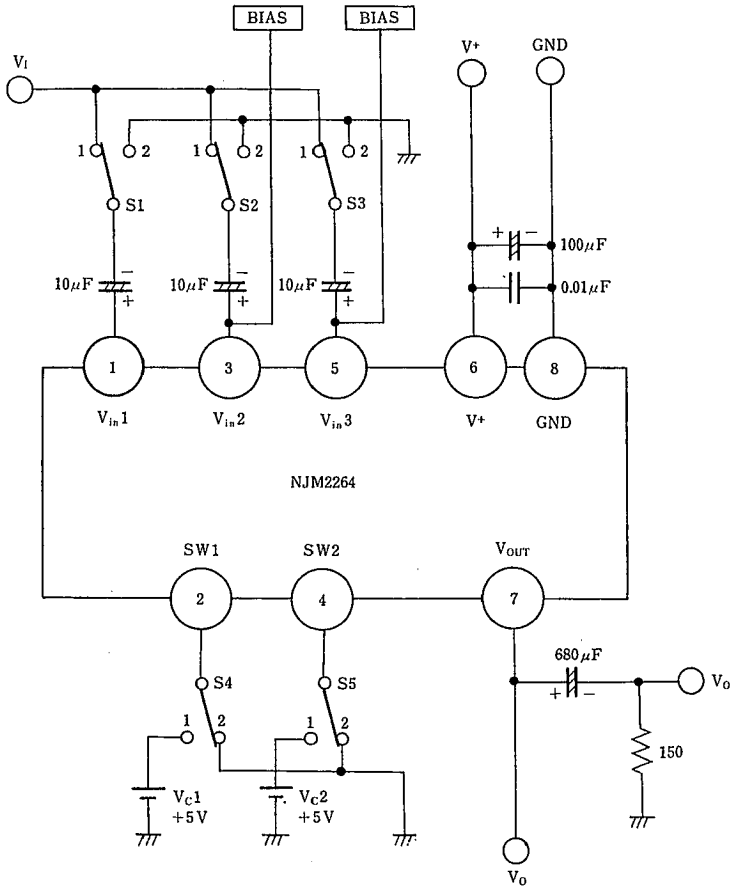 BIAS BIAS
V+ GND
VI
1 2 1 2 1 2
S1 S2 S3
+ − 100μF
− − −
10μF 10μF 10μF 0.01μF
+ + +
1 3 5 6 8
Vin1 Vin2 Vin3 V+ GND
NJM2264
SW1 SW2 VOUT
2 4 7
680μF
S4 S5 + − VO
1 2 1 2
150
VC1 VC2
+5V +5V
VO